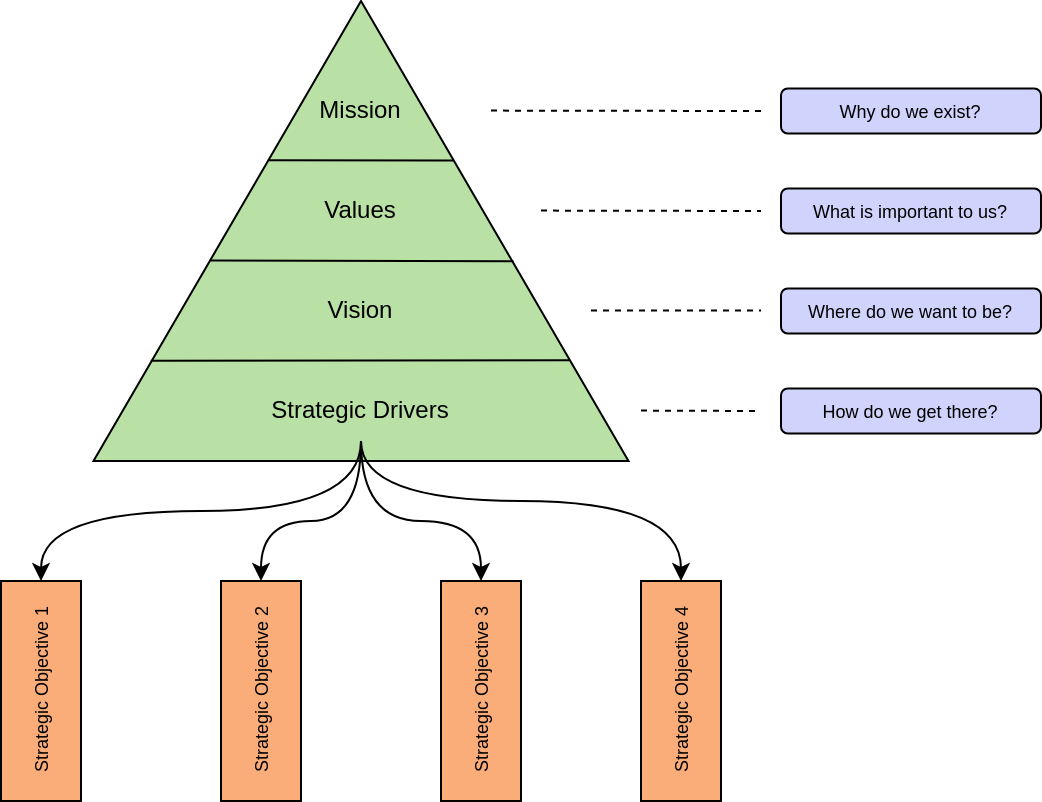 Mission
Why do we exist?
Values
What is important to us?
Vision
Where do we want to be?
Strategic Drivers
How do we get there?
Strategic Objective 1
Strategic Objective 2
Strategic Objective 3
Strategic Objective 4